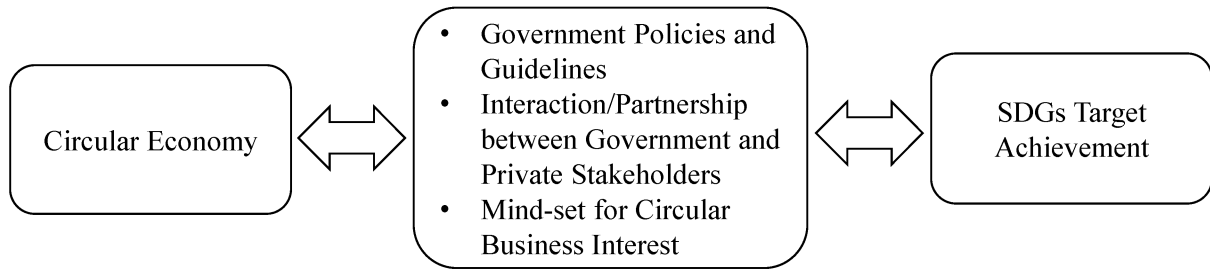 Circular Economy
• Government Policies and
Guidelines
• Interaction/Partnership
between Government and
Private Stakeholders
• Mind-set for Circular
Business Interest
SDGs Target
Achievement